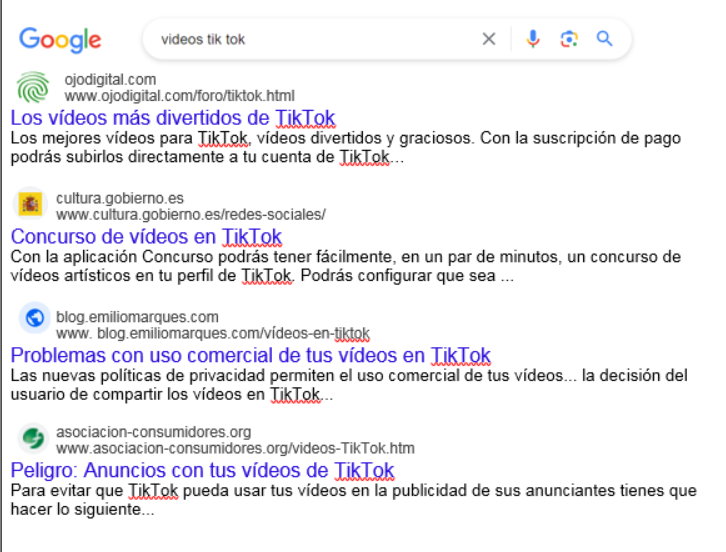 Google
videos tik tok
ojodigital.com
www.ojodigital.com/foro/tiktok.html
Los vídeos más divertidos de TikTok
Los mejores vídeos para TikTok, vídeos divertidos y graciosos. Con la suscripción de pago
podrás subirlos directamente a tu cuenta de TikTok...
cultura.gobierno.es
www.cultura.gobierno.es/redes-sociales/
Concurso de vídeos en TikTok
Con la aplicación Concurso podrás tener fácilmente, en un par de minutos, un concurso de
vídeos artísticos en tu perfil de TikTok. Podrás configurar que sea ...
blog.emiliomarques.com
www. blog.emiliomarques.com/vídeos-en-tiktok
Problemas con uso comercial de tus vídeos en TikTok
Las nuevas políticas de privacidad permiten el uso comercial de tus vídeos... la decisión del
usuario de compartir los vídeos en TikTok...
asociacion-consumidores.org
www.asociacion-consumidores.org/videos-TikTok.htm
Peligro: Anuncios con tus vídeos de TikTok
Para evitar que TikTok pueda usar tus vídeos en la publicidad de sus anunciantes tienes que
hacer lo siguiente...